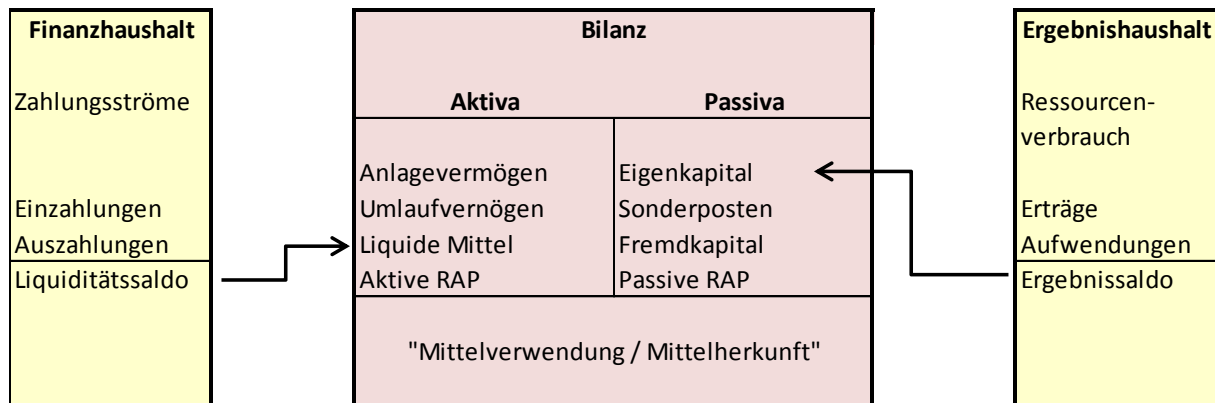 Finanzhaushalt
Zahlungsströme
Einzahlungen
Auszahlungen
Liquiditätssaldo
Bilanz
Aktiva
Passiva
Anlagevermögen
Umlaufvernögen
Liquide Mittel
Aktive RAP
Eigenkapital
Sonderposten
Fremdkapital
Passive RAP
"Mittelverwendung / Mittelherkunft"
Ergebnishaushalt
Ressourcen-
verbrauch
Erträge
Aufwendungen
Ergebnissaldo